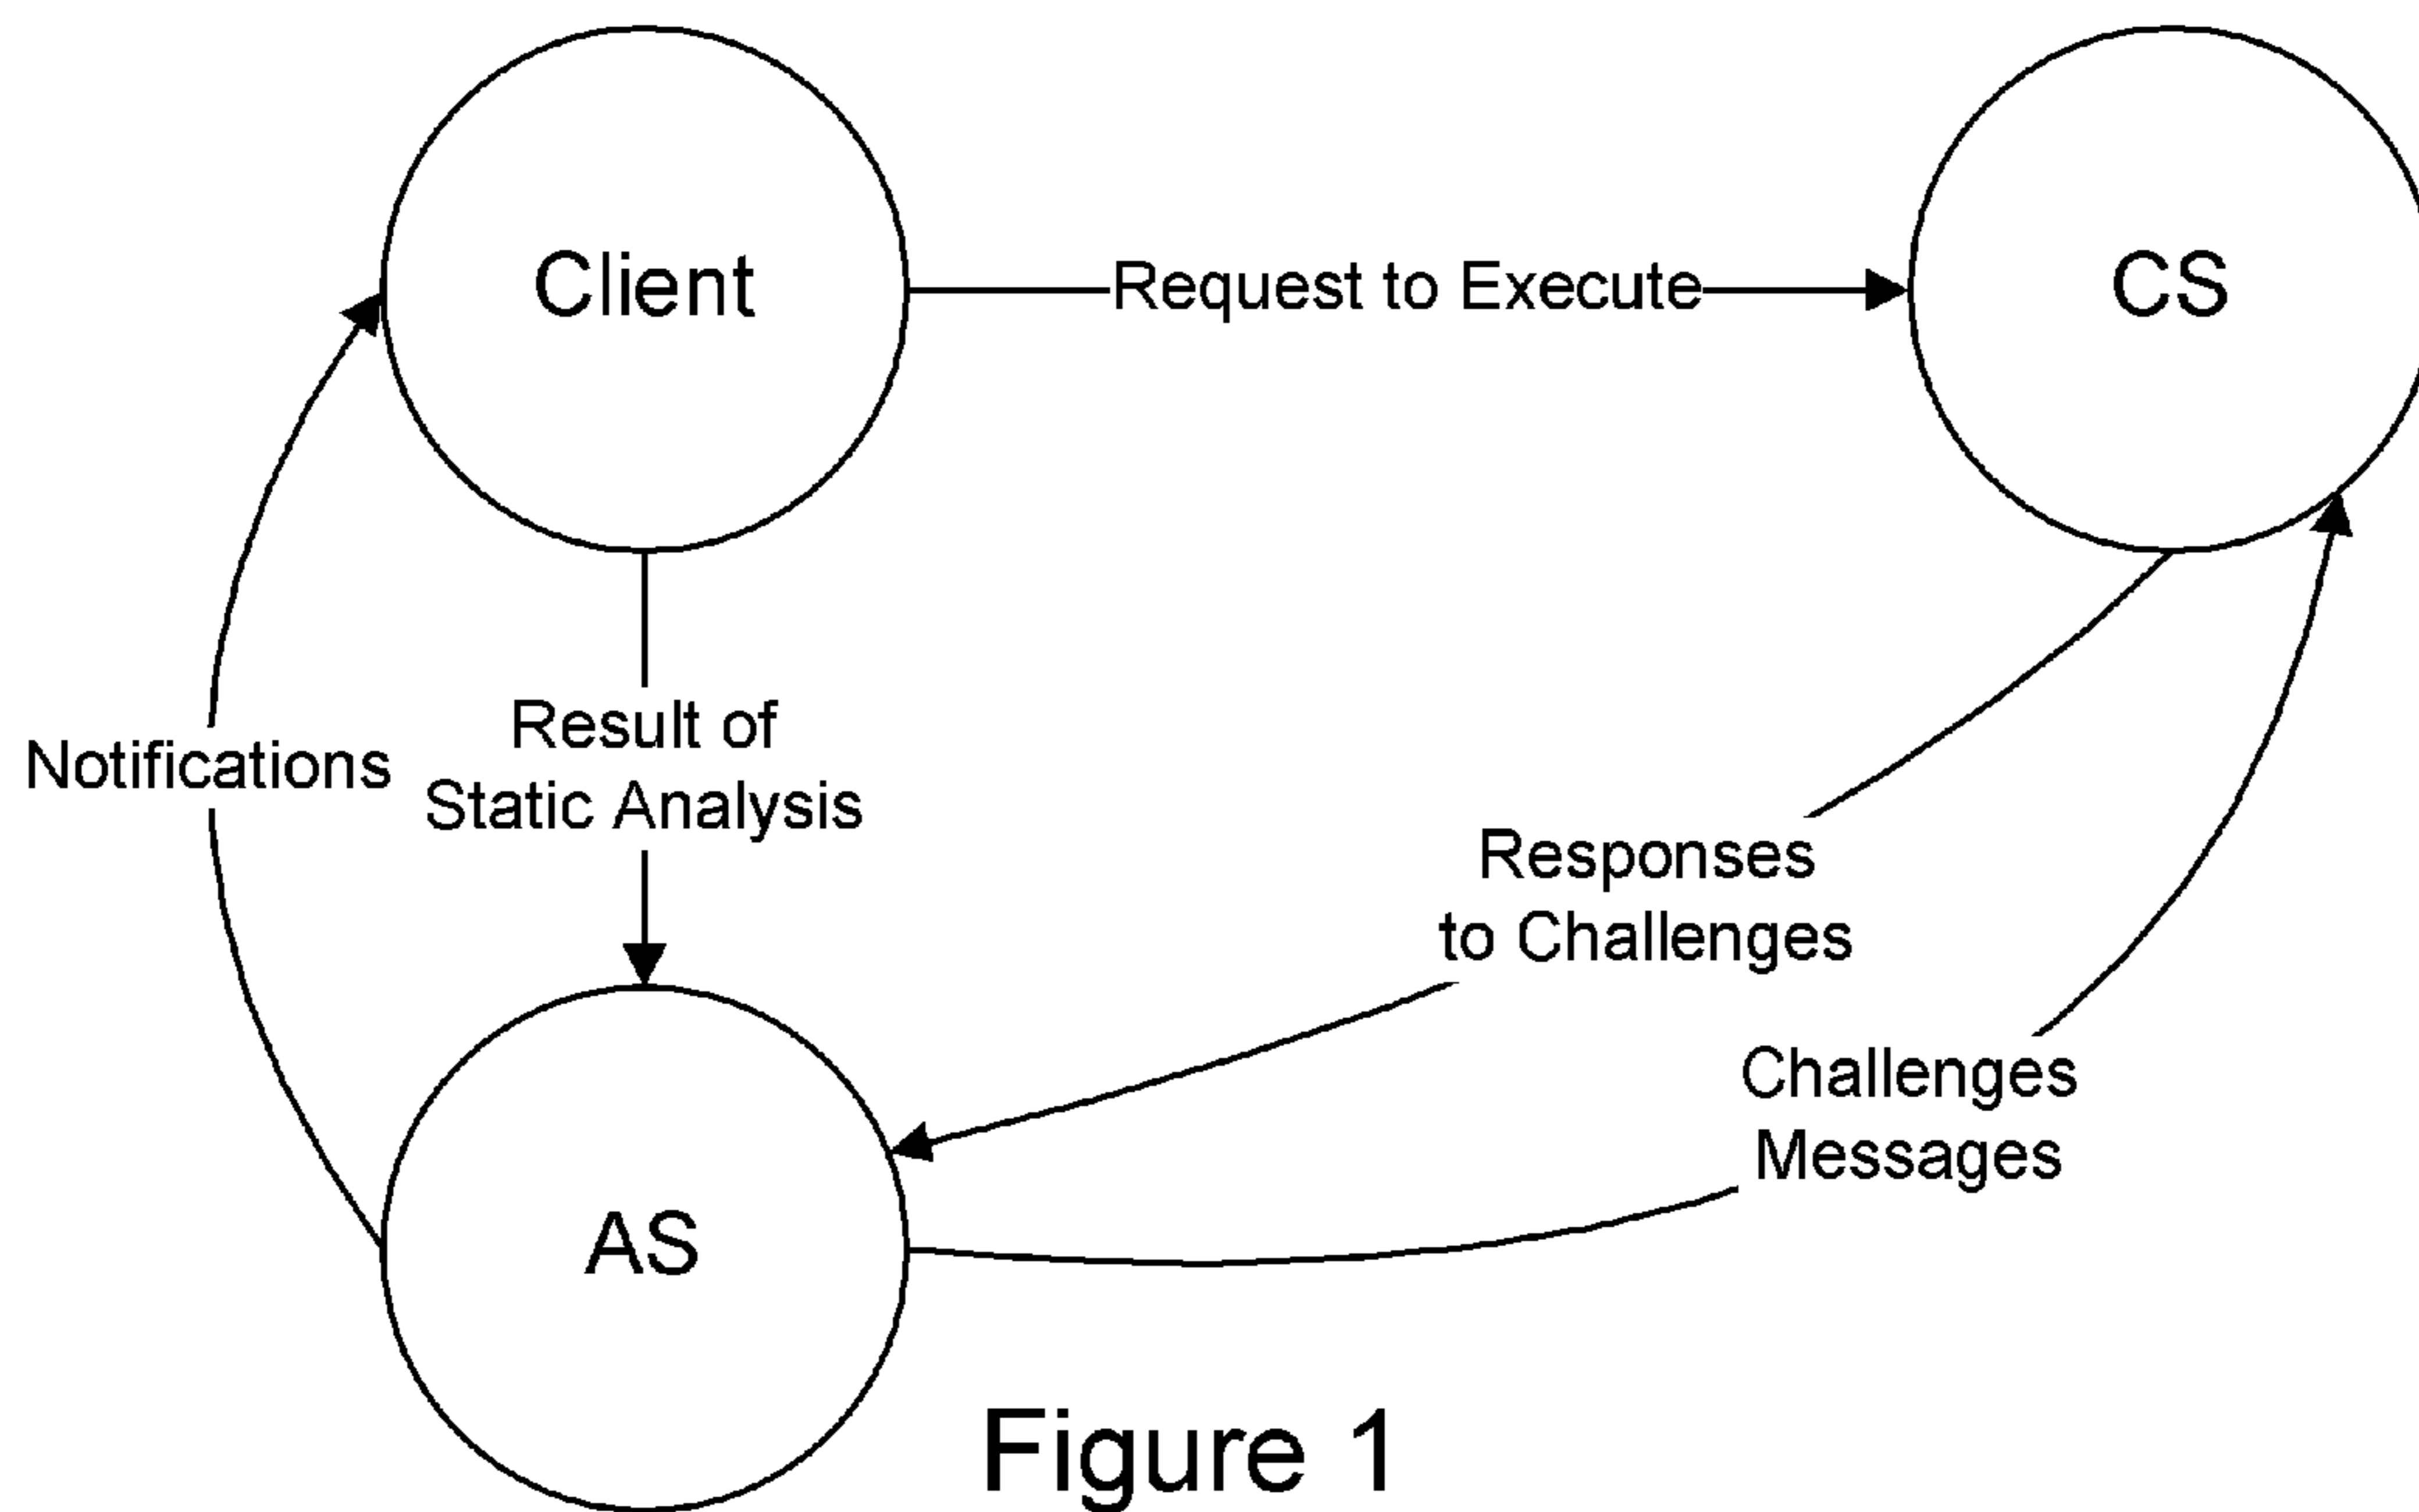 Client
Request to Execute
CS
Notifications
Result of
Static Analysis
Responses
to Challenges
Challenges
Messages
AS
Figure 1